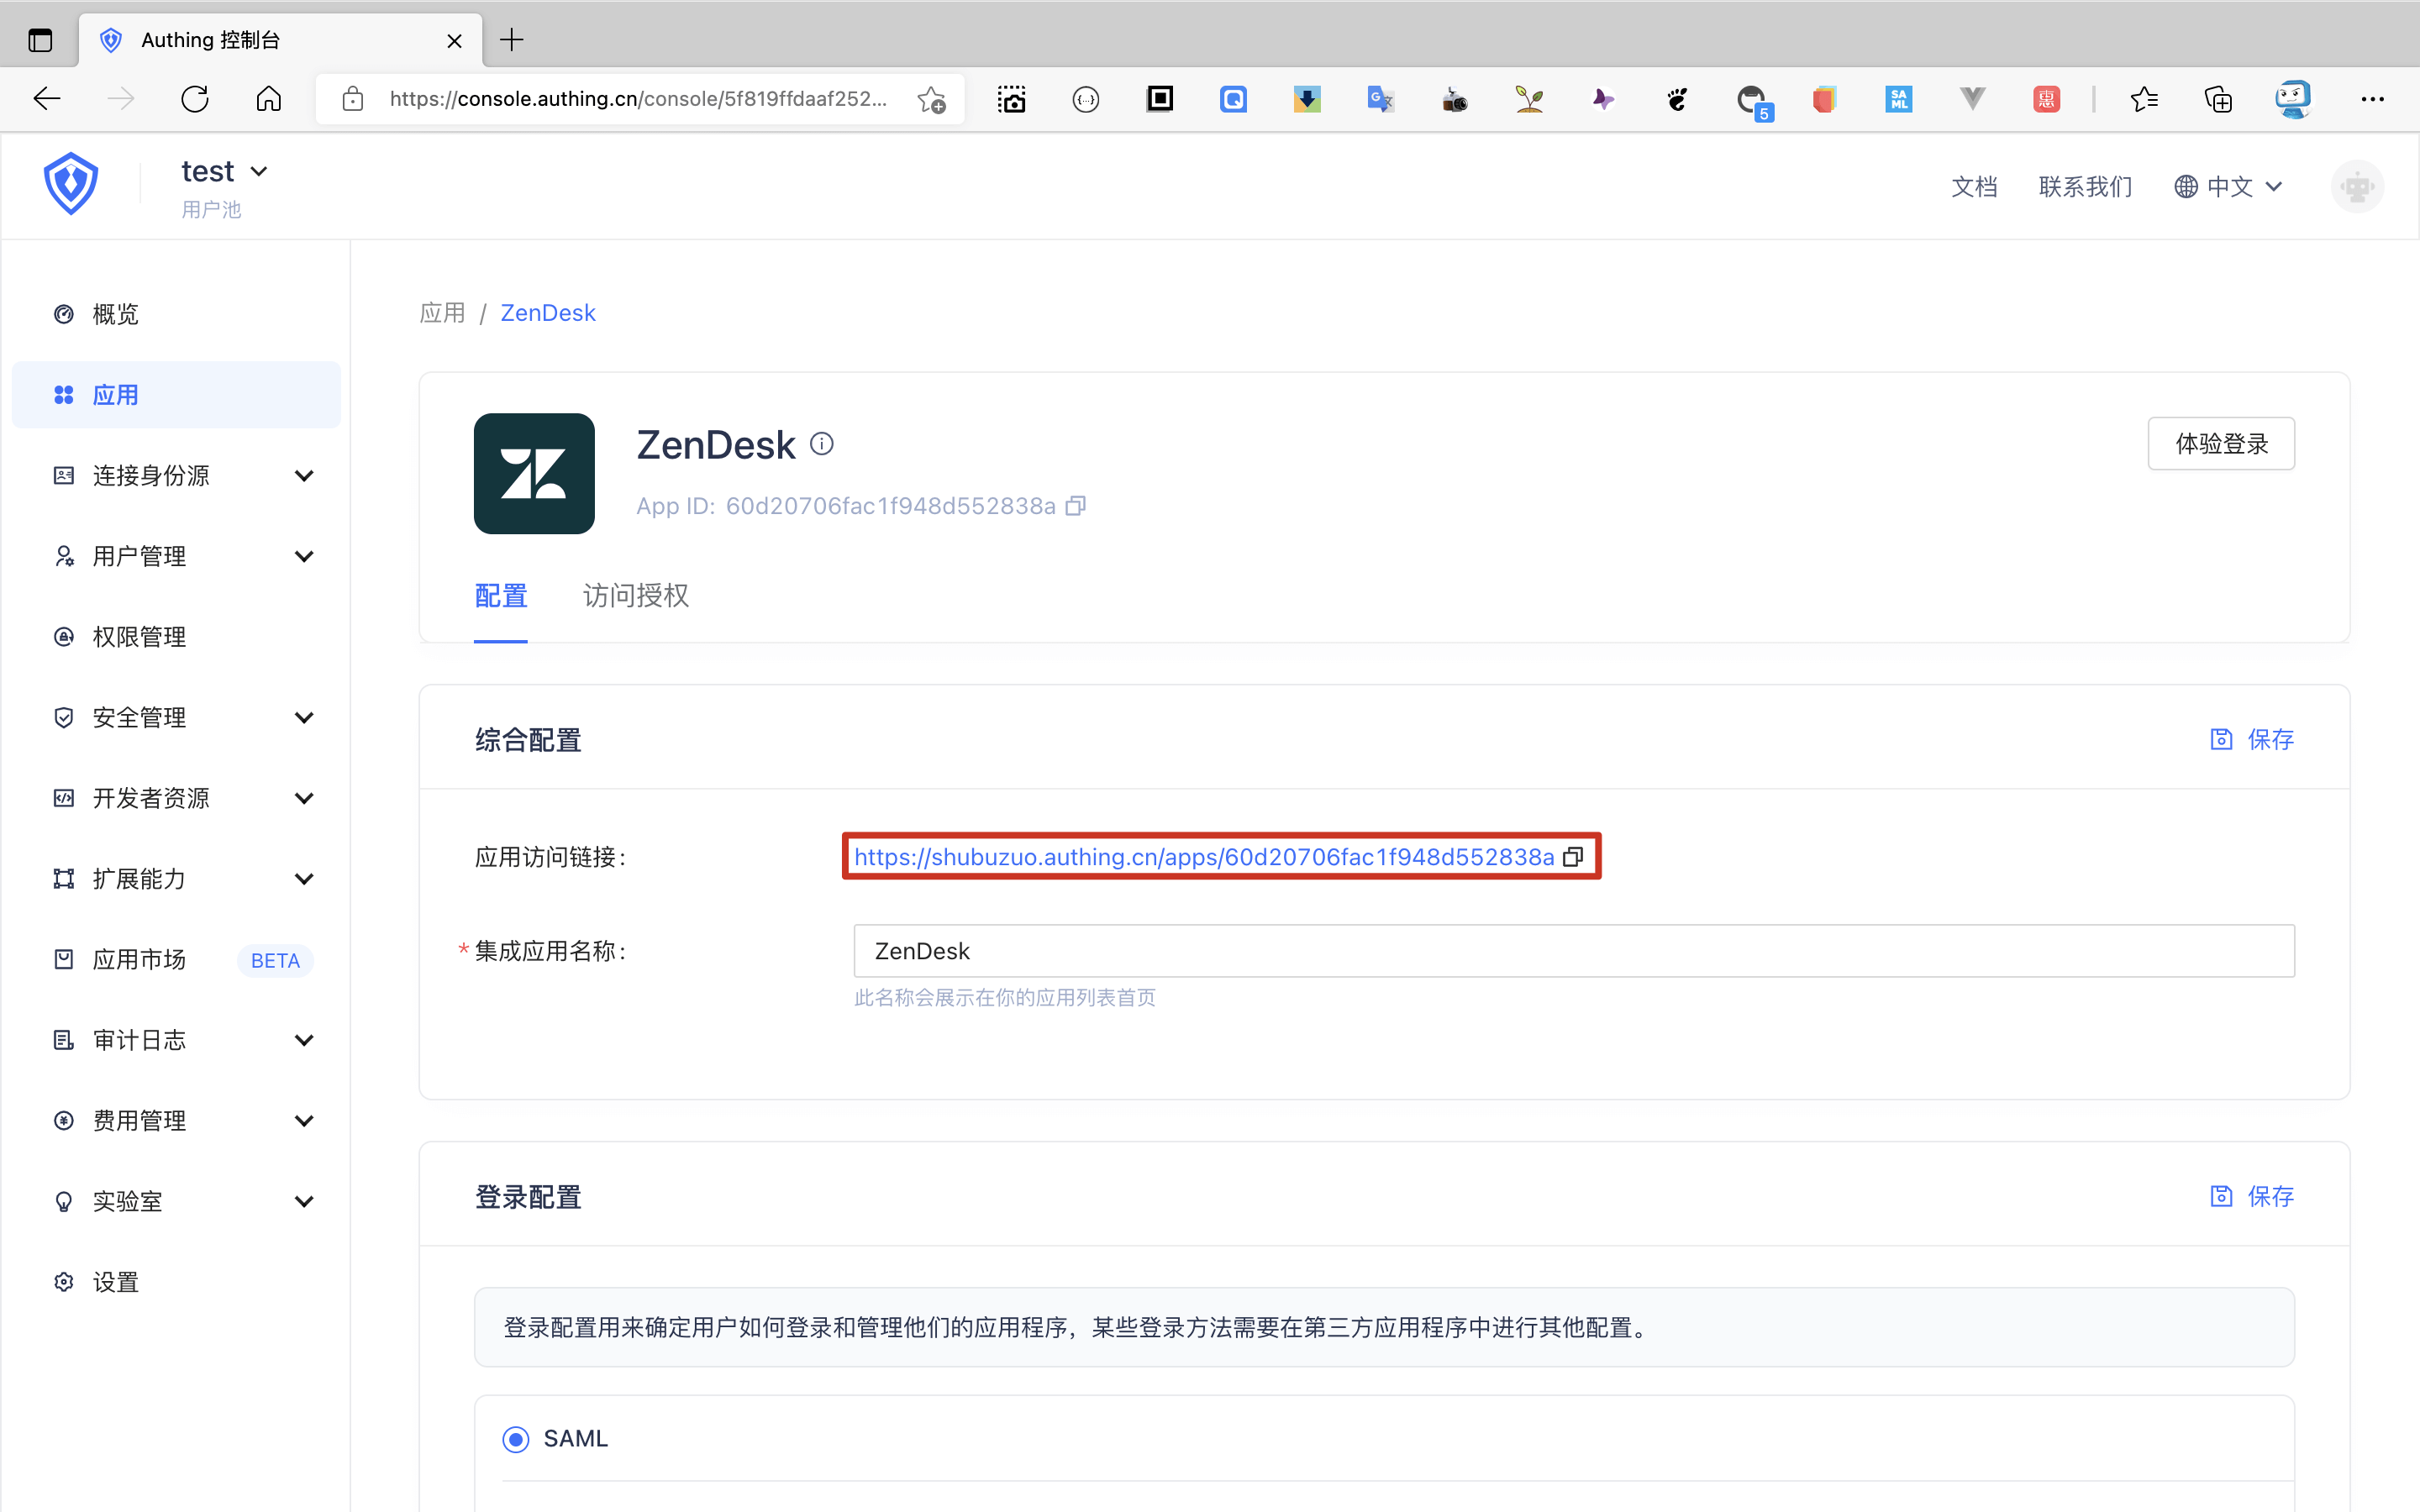 Authing 控制台
https://console.authing.cn/console/5f819ffdaaf252...
5
SA
ML
惠
test
用户池
文档
联系我们
中文
概览
应用
连接身份源
用户管理
权限管理
安全管理
开发者资源
扩展能力
应用市场 BETA
审计日志
费用管理
实验室
设置
应用 / ZenDesk
ZenDesk
App ID: 60d20706fac1f948d552838a
体验登录
配置
访问授权
综合配置
保存
应用访问链接:
https://shubuzuo.authing.cn/apps/60d20706fac1f948d552838a
* 集成应用名称:
ZenDesk
此名称会展示在你的应用列表首页
登录配置
保存
登录配置用来确定用户如何登录和管理他们的应用程序，某些登录方法需要在第三方应用程序中进行其他配置。
SAML